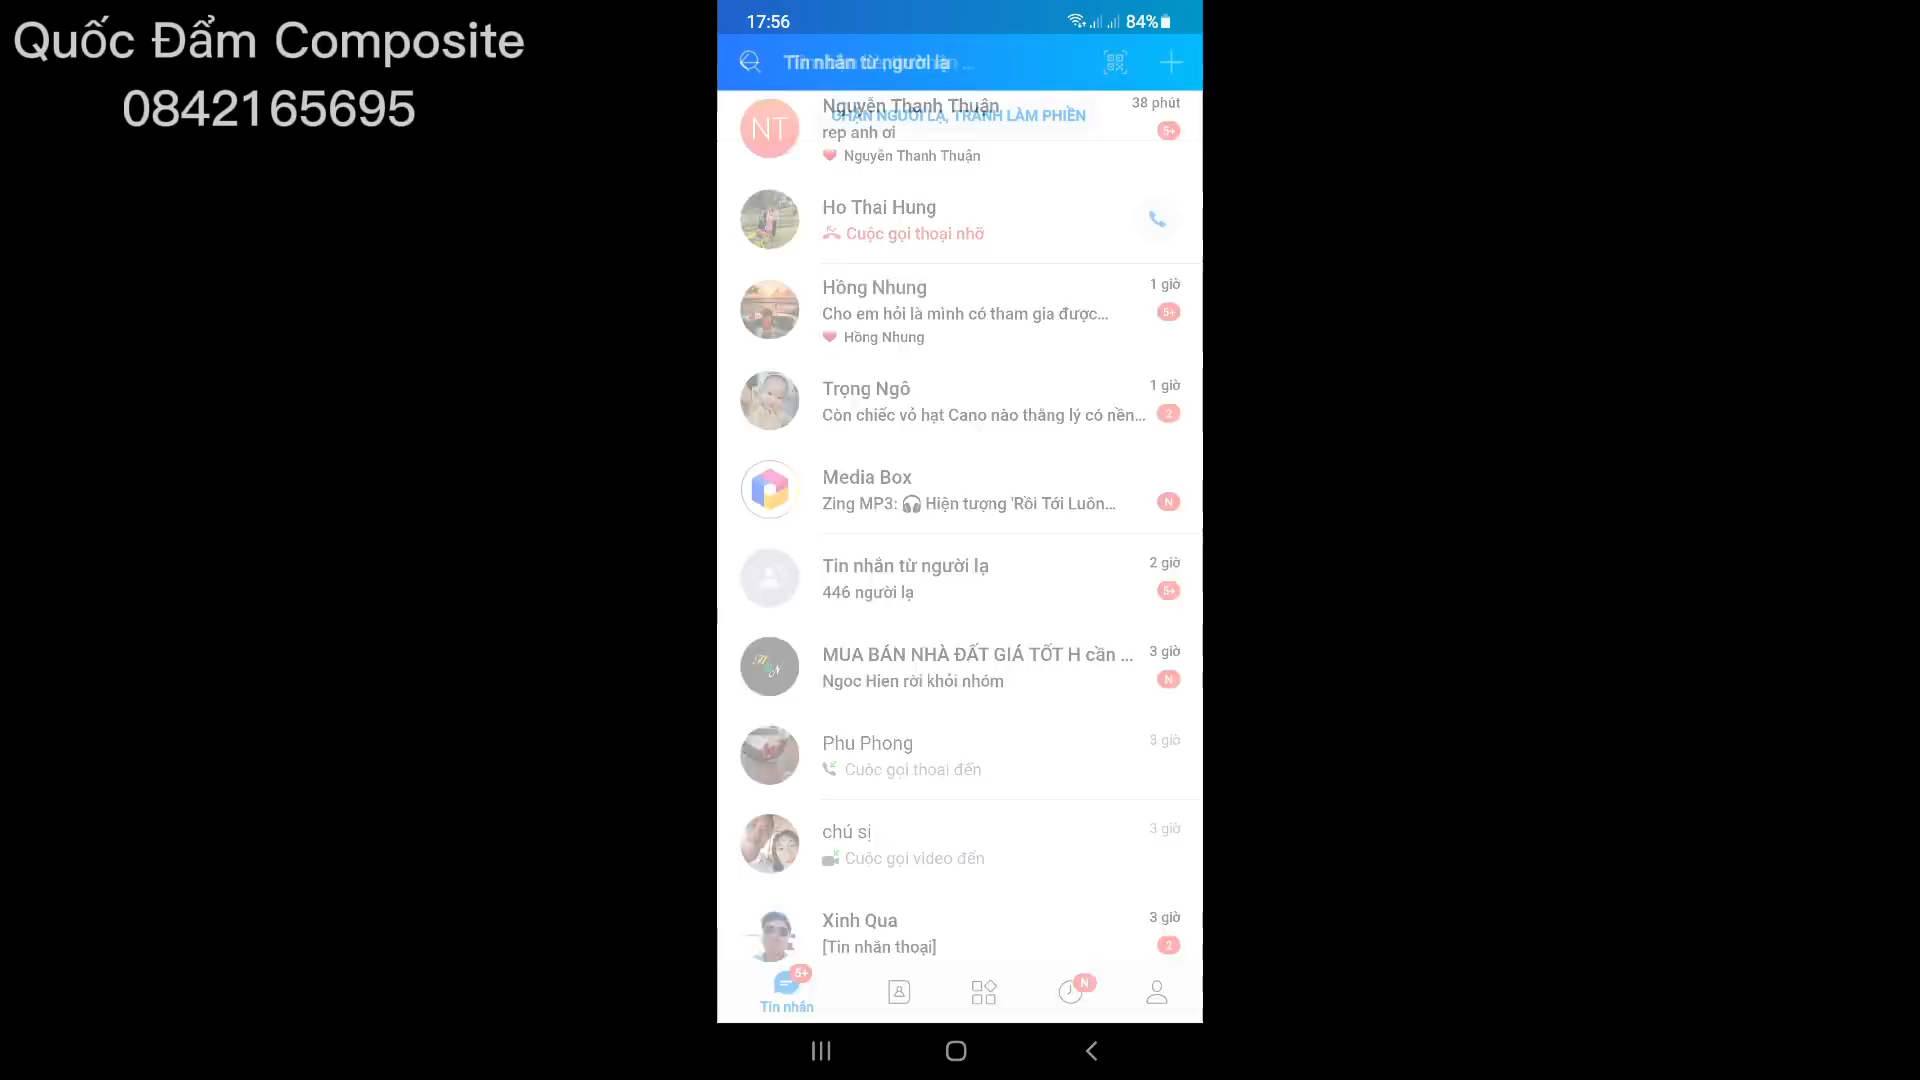 Quốc Đẩm Composite
0842165695
17:56
84%
Tin nhắn từ người lạ
CHẶN NGƯỜI LẠ, TRÁNH LÀM PHIỀN
Nguyễn Thanh Thuận
38 phút
rep anh ơi
5+
Nguyễn Thanh Thuận
NT
Ho Thai Hung
Cuộc gọi thoại nhỡ
Hồng Nhung
1 giờ
Cho em hỏi là mình có tham gia được...
5+
Hồng Nhung
Trọng Ngô
1 giờ
Còn chiếc vỏ hạt Cano nào thằng lý có nền...
2
Media Box
Zing MP3: 🎧 Hiện tượng 'Rồi Tới Luôn...
N
Tin nhắn từ người lạ
2 giờ
446 người lạ
5+
MUA BÁN NHÀ ĐẤT GIÁ TỐT H cần ...
3 giờ
Ngoc Hien rời khỏi nhóm
N
Phu Phong
3 giờ
Cuộc gọi thoại đến
chú sị
3 giờ
Cuộc gọi video đến
Xinh Qua
3 giờ
[Tin nhắn thoại]
2
5+
N
Tin nhắn